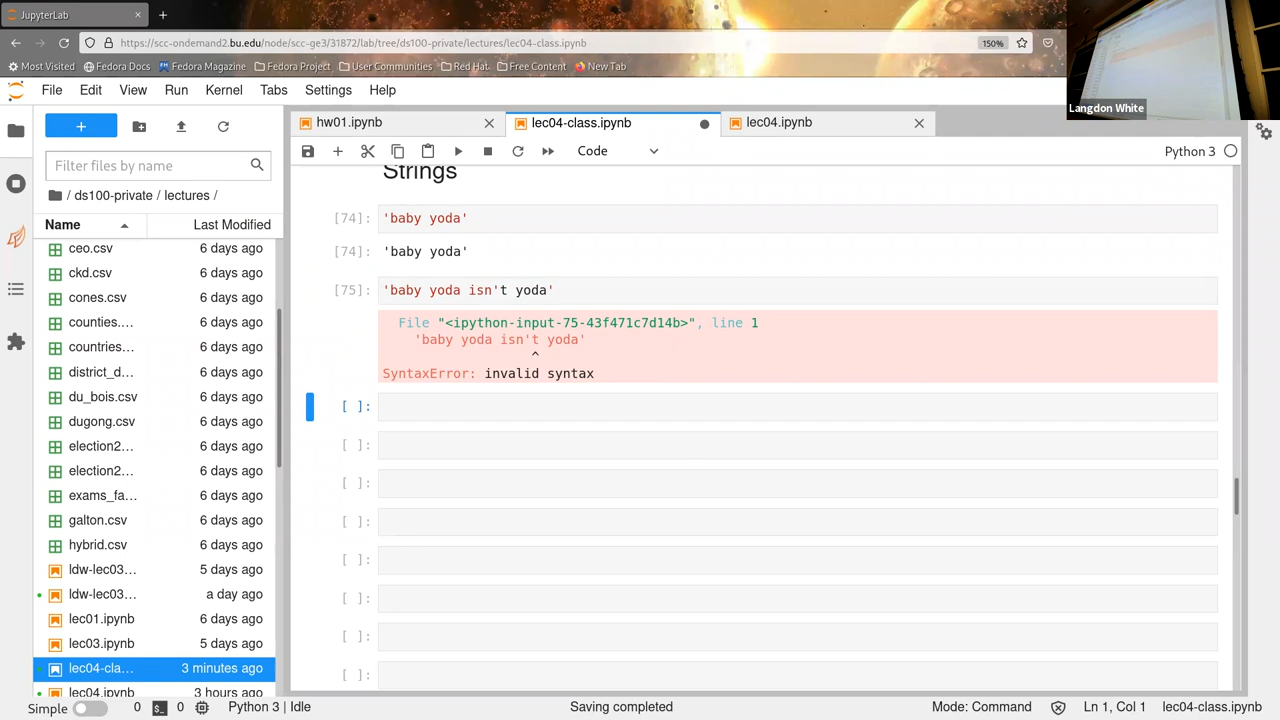 JupyterLab
https://scc-ondemand2.bu.edu/node/scc-ge3/31872/lab/tree/ds100-private/lectures/lec04-class.ipynb
150%
Most Visited Fedora Docs Fedora Magazine Fedora Project User Communities Red Hat Free Content New Tab
Langdon White
File Edit View Run Kernel Tabs Settings Help
hw01.ipynb lec04-class.ipynb lec04.ipynb
Code Python 3
Filter files by name
/ ds100-private / lectures /
Name Last Modified
ceo.csv 6 days ago
ckd.csv 6 days ago
cones.csv 6 days ago
counties.… 6 days ago
countries… 6 days ago
district_d… 6 days ago
du_bois.csv 6 days ago
dugong.csv 6 days ago
election2… 6 days ago
election2… 6 days ago
exams_fa… 6 days ago
galton.csv 6 days ago
hybrid.csv 6 days ago
ldw-lec03… 5 days ago
ldw-lec03… a day ago
lec01.ipynb 6 days ago
lec03.ipynb 5 days ago
lec04-cla… 3 minutes ago
lec04.ipynb 3 hours ago
Strings
[74]: 'baby yoda'
[74]: 'baby yoda'
[75]: 'baby yoda isn't yoda'
File "<ipython-input-75-43f471c7d14b>", line 1
'baby yoda isn't yoda'
^
SyntaxError: invalid syntax
[ ]:
[ ]:
[ ]:
[ ]:
[ ]:
[ ]:
[ ]:
[ ]:
Simple 0 $_ 0 Python 3 | Idle Saving completed Mode: Command Ln 1, Col 1 lec04-class.ipynb